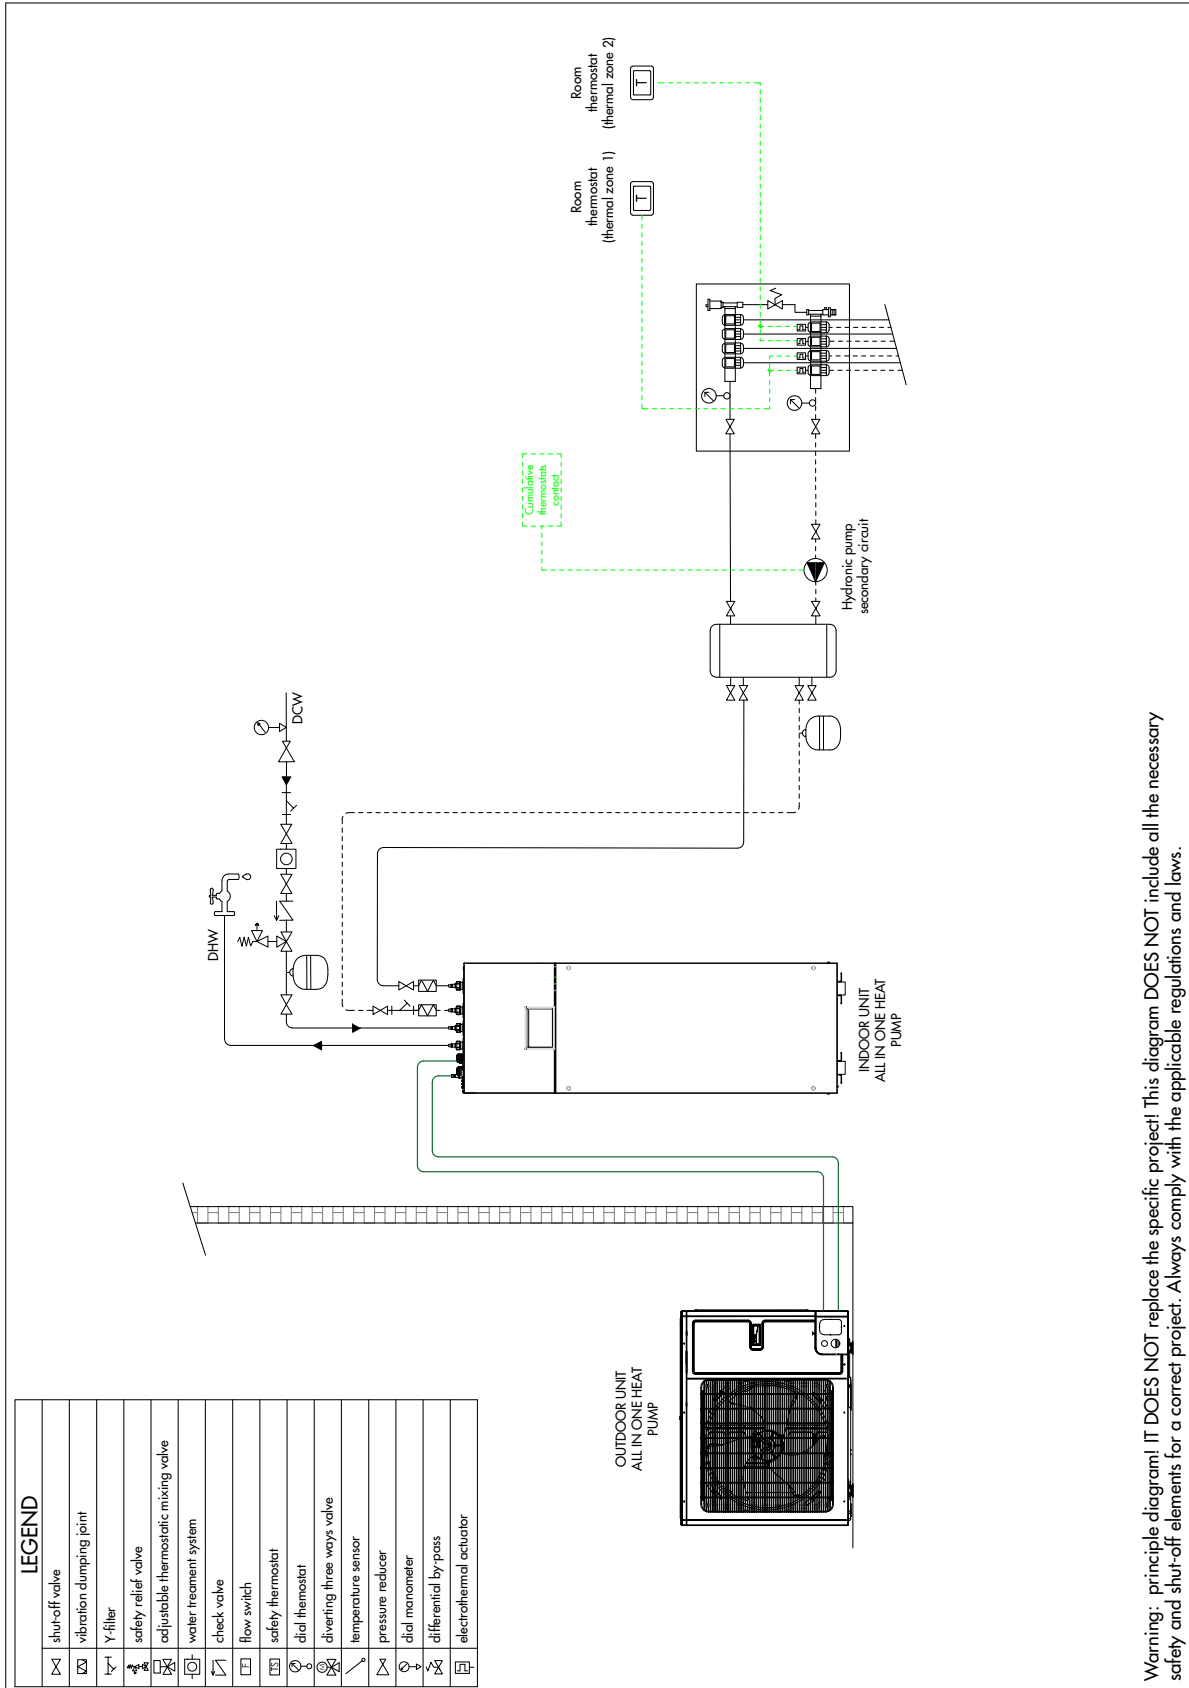 LEGEND
shut-off valve
vibration dumping joint
Y-filter
safety relief valve
adjustable thermostatic mixing valve
water treament system
check valve
F
flow switch
TS
safety thermostat
dial themostat
M
diverting three ways valve
temperature sensor
pressure reducer
dial manometer
differential by-pass
electrothermal actuator
OUTDOOR UNIT
ALL IN ONE HEAT
PUMP
INDOOR UNIT
ALL IN ONE HEAT
PUMP
DHW
DCW
Cumulative
thermostats
contact
Hydronic pump
secondary circuit
Room
thermostat
(thermal zone 1)
T
Room
thermostat
(thermal zone 2)
T
Warning: principle diagram! IT DOES NOT replace the specific project! This diagram DOES NOT include all the necessary
safety and shut-off elements for a correct project. Always comply with the applicable regulations and laws.